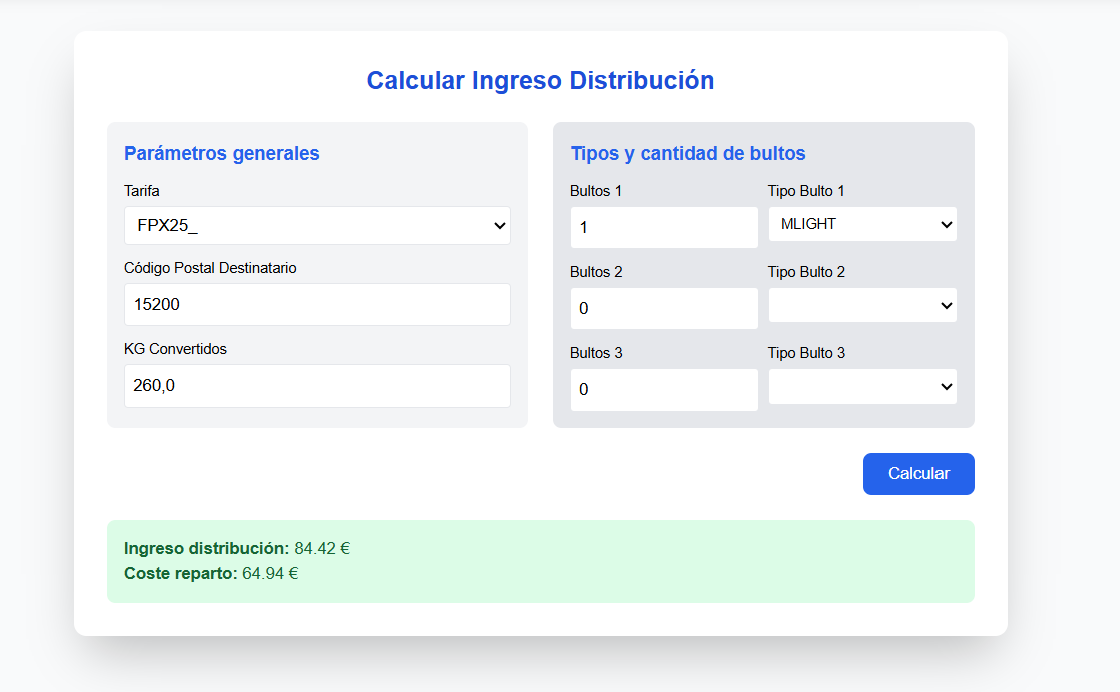 Calcular Ingreso Distribución
Parámetros generales
Tarifa
FPX25_
Código Postal Destinatario
15200
KG Convertidos
260,0
Tipos y cantidad de bultos
Bultos 1 Tipo Bulto 1
1 MLIGHT
Bultos 2 Tipo Bulto 2
0
Bultos 3 Tipo Bulto 3
0
Calcular
Ingreso distribución: 84.42 €
Coste reparto: 64.94 €